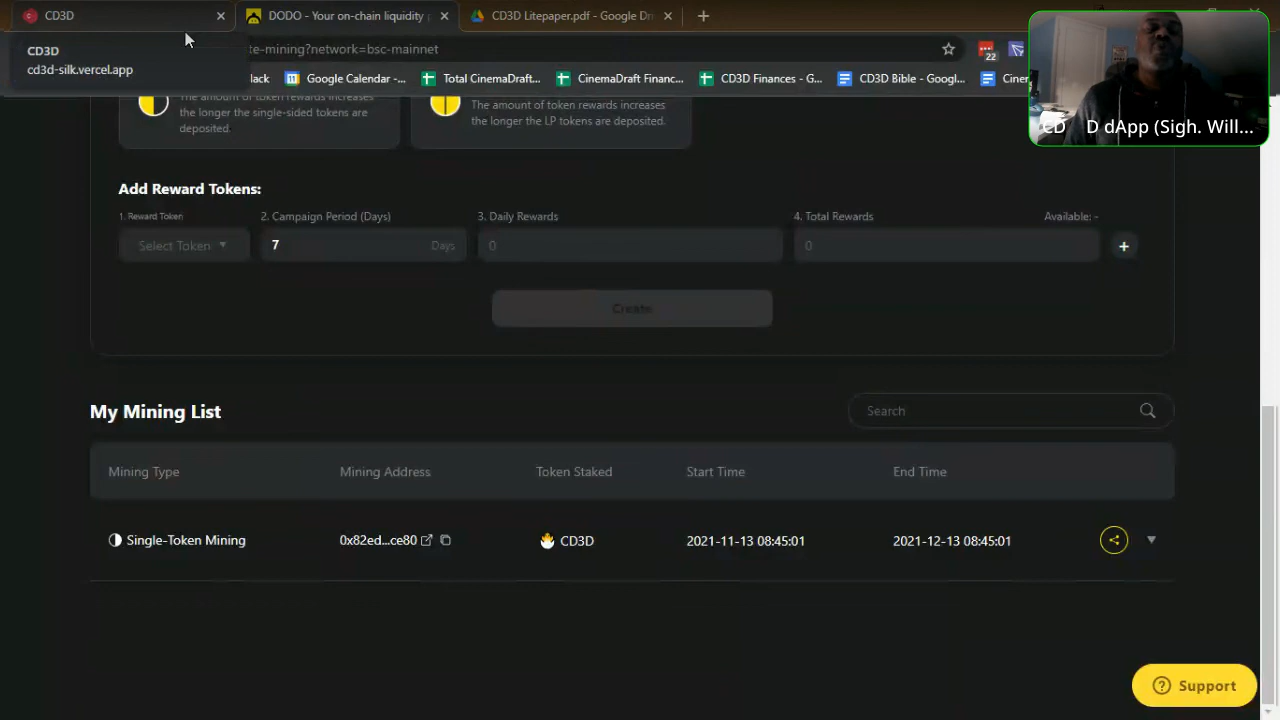 CD3D
DODO - Your on-chain liquidity
CD3D Litepaper.pdf - Google Dr
CD3D
cd3d-silk.vercel.app
te-mining?network=bsc-mainnet
22
lack
Google Calendar -...
Total CinemaDraft...
CinemaDraft Financ...
CD3D Finances - G...
CD3D Bible - Googl...
Ciner
CD
D dApp (Sigh. Will...
The amount of token rewards increases
the longer the single-sided tokens are
deposited.
The amount of token rewards increases
the longer the LP tokens are deposited.
Add Reward Tokens:
1. Reward Token
2. Campaign Period (Days)
3. Daily Rewards
4. Total Rewards
Available: -
Select Token
7
Days
0
0
+
Create
My Mining List
Search
Mining Type
Mining Address
Token Staked
Start Time
End Time
Single-Token Mining
0x82ed...ce80
CD3D
2021-11-13 08:45:01
2021-12-13 08:45:01
Support